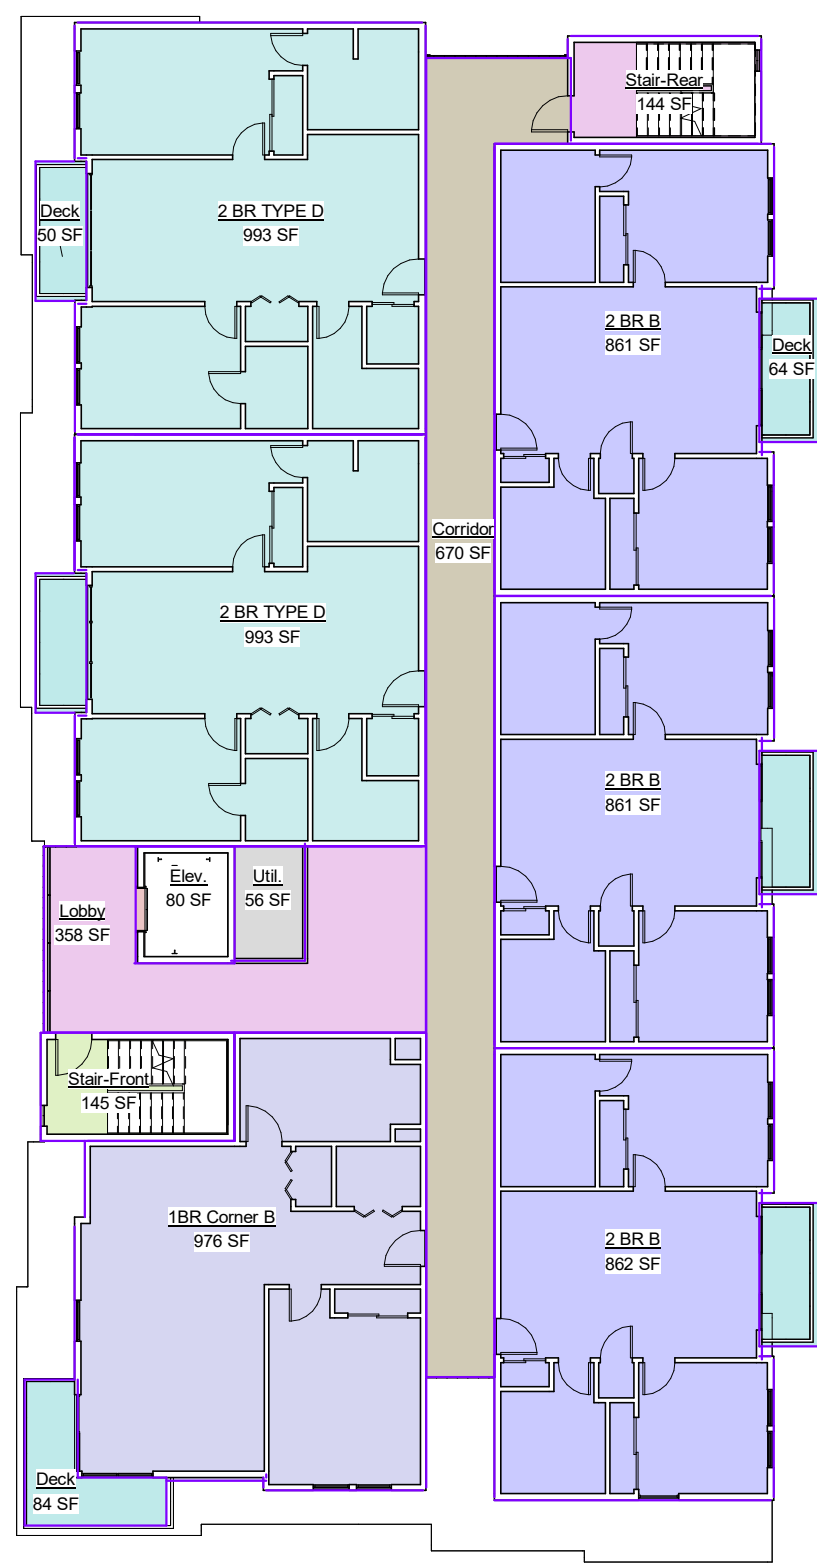 Stair-Rear
144 SF
Deck
50 SF
2 BR TYPE D
993 SF
2 BR B
861 SF
Deck
64 SF
Corridor
670 SF
2 BR TYPE D
993 SF
2 BR B
861 SF
Elev.
80 SF
Util.
56 SF
Lobby
358 SF
Stair-Front
145 SF
1BR Corner B
976 SF
2 BR B
862 SF
Deck
84 SF